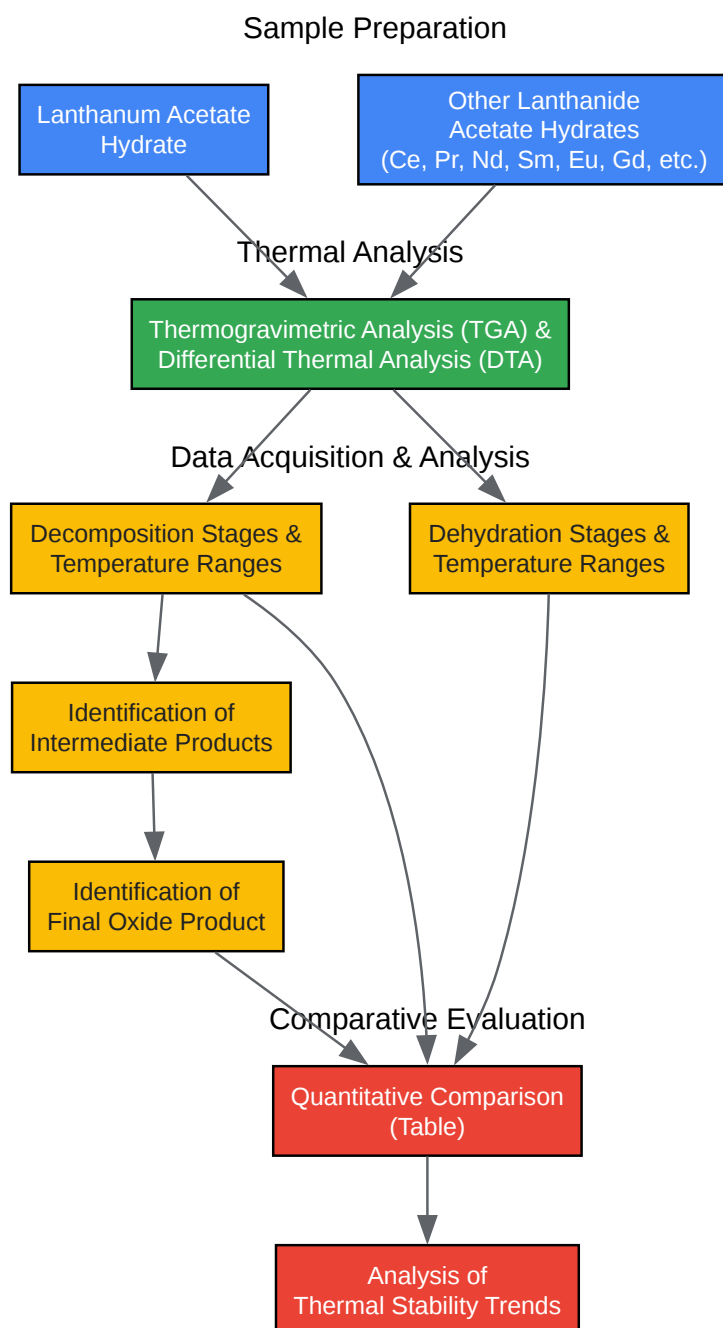 Sample Preparation
Lanthanum Acetate
Hydrate
Other Lanthanide
Acetate Hydrates
(Ce, Pr, Nd, Sm, Eu, Gd, etc.)
Thermal Analysis
Thermogravimetric Analysis (TGA) &
Differential Thermal Analysis (DTA)
Data Acquisition & Analysis
Decomposition Stages &
Temperature Ranges
Dehydration Stages &
Temperature Ranges
Identification of
Intermediate Products
Identification of
Final Oxide Product
Comparative Evaluation
Quantitative Comparison
(Table)
Analysis of
Thermal Stability Trends